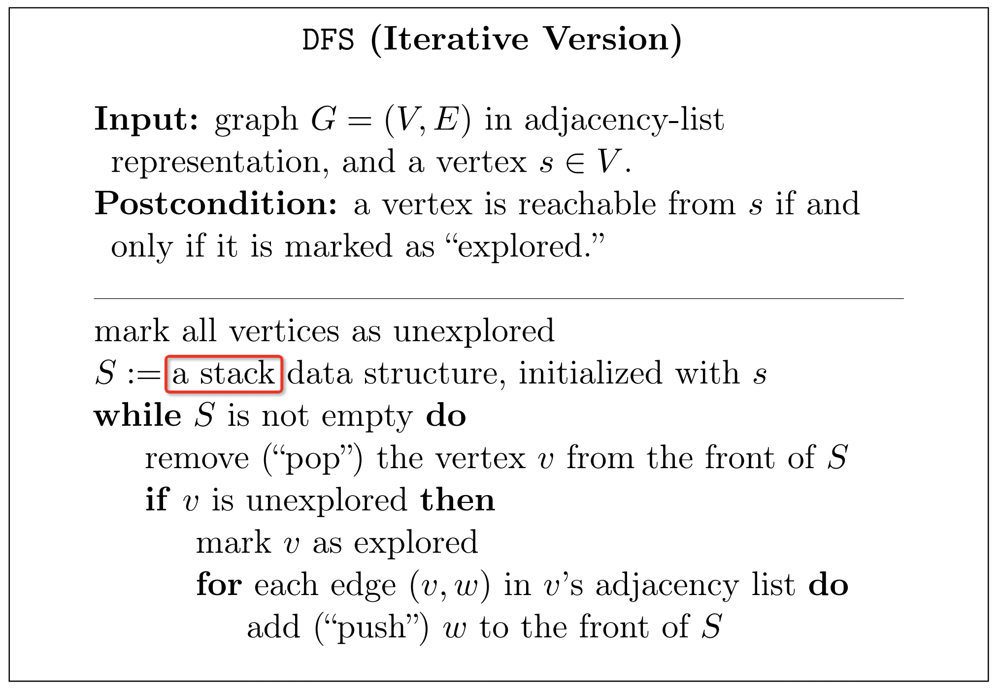 DFS (Iterative Version)
Input: graph G = (V, E) in adjacency-list
representation, and a vertex s ∈ V.
Postcondition: a vertex is reachable from s if and
only if it is marked as “explored.”
mark all vertices as unexplored
S := a stack data structure, initialized with s
while S is not empty do
remove (“pop”) the vertex v from the front of S
if v is unexplored then
mark v as explored
for each edge (v, w) in v’s adjacency list do
add (“push”) w to the front of S